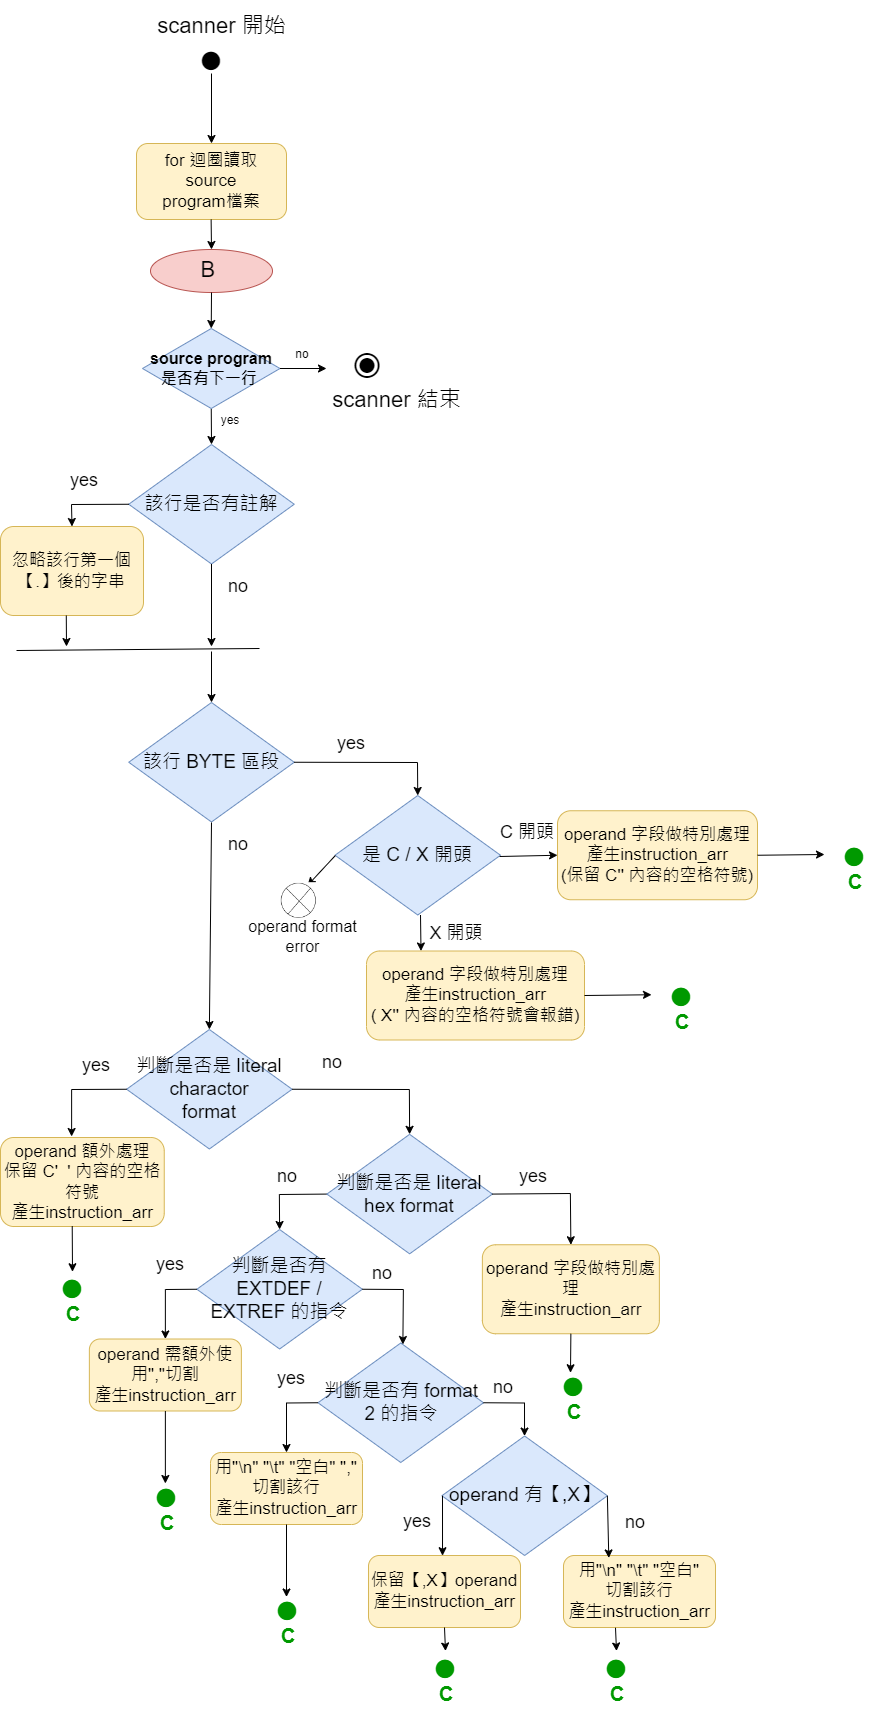 scanner 開始
for 迴圈讀取
source
program檔案
B
source program
是否有下一行
no
scanner 結束
yes
yes
該行是否有註解
忽略該行第一個
【.】後的字串
no
該行 BYTE 區段
yes
no
是 C / X 開頭
C 開頭
operand 字段做特別處理
產生instruction_arr
(保留 C'' 內容的空格符號)
C
operand format
error
X 開頭
operand 字段做特別處理
產生instruction_arr
( X'' 內容的空格符號會報錯)
C
yes
判斷是否是 literal
charactor
format
no
operand 額外處理
保留 C' ' 內容的空格
符號
產生instruction_arr
C
no
判斷是否是 literal
hex format
yes
operand 字段做特別處
理
產生instruction_arr
C
yes
判斷是否有
EXTDEF /
EXTREF 的指令
no
operand 需額外使
用","切割
產生instruction_arr
C
yes
判斷是否有 format
2 的指令
no
用"\n" "\t" "空白" ","
切割該行
產生instruction_arr
C
operand 有【,X】
yes
no
保留【,X】operand
產生instruction_arr
C
用"\n" "\t" "空白"
切割該行
產生instruction_arr
C